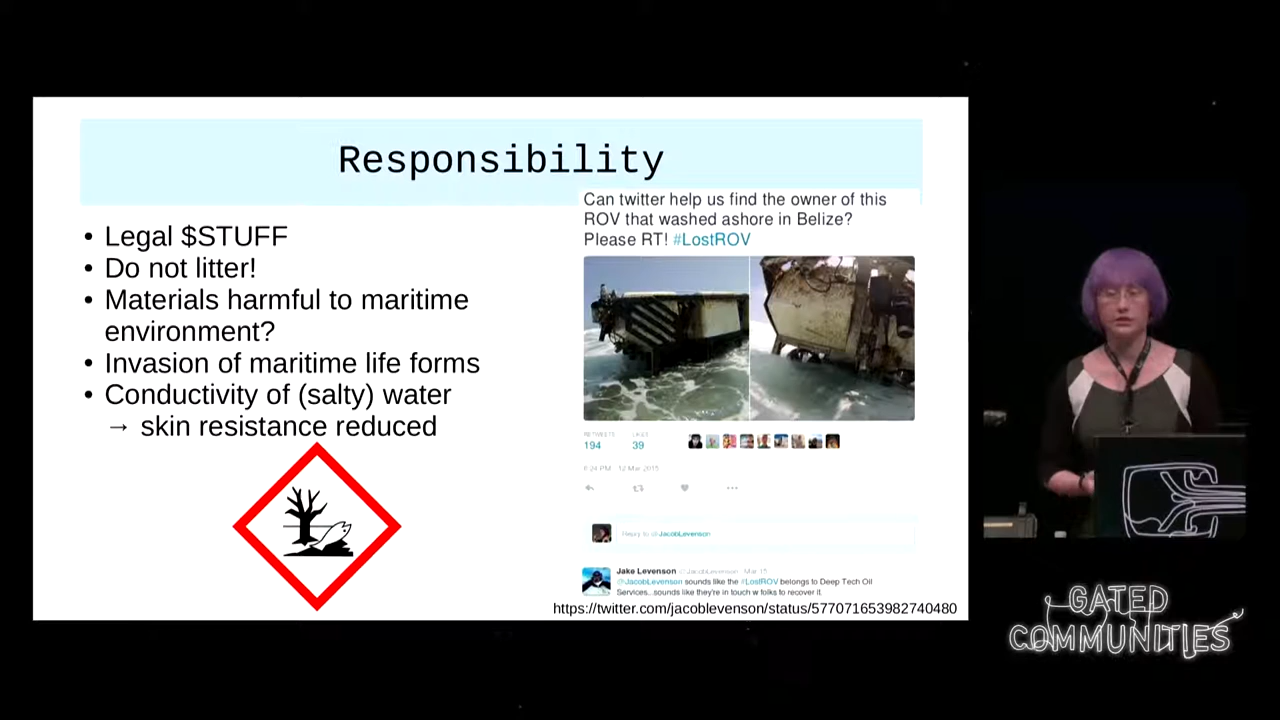 Responsibility
• Legal $STUFF
• Do not litter!
• Materials harmful to maritime
environment?
• Invasion of maritime life forms
• Conductivity of (salty) water
→ skin resistance reduced
Can twitter help us find the owner of this
ROV that washed ashore in Belize?
Please RT! #LostROV
RETWEETS LIKES
194 39
6:24 PM - 12 Mar 2015
Reply to @JacobLevenson
Jake Levenson @JacobLevenson · Mar 15
@JacobLevenson sounds like the #LostROV belongs to Deep Tech Oil
Services...sounds like they're in touch w folks to recover it.
https://twitter.com/jacoblevenson/status/577071653982740480
GATED
COMMUNITIES